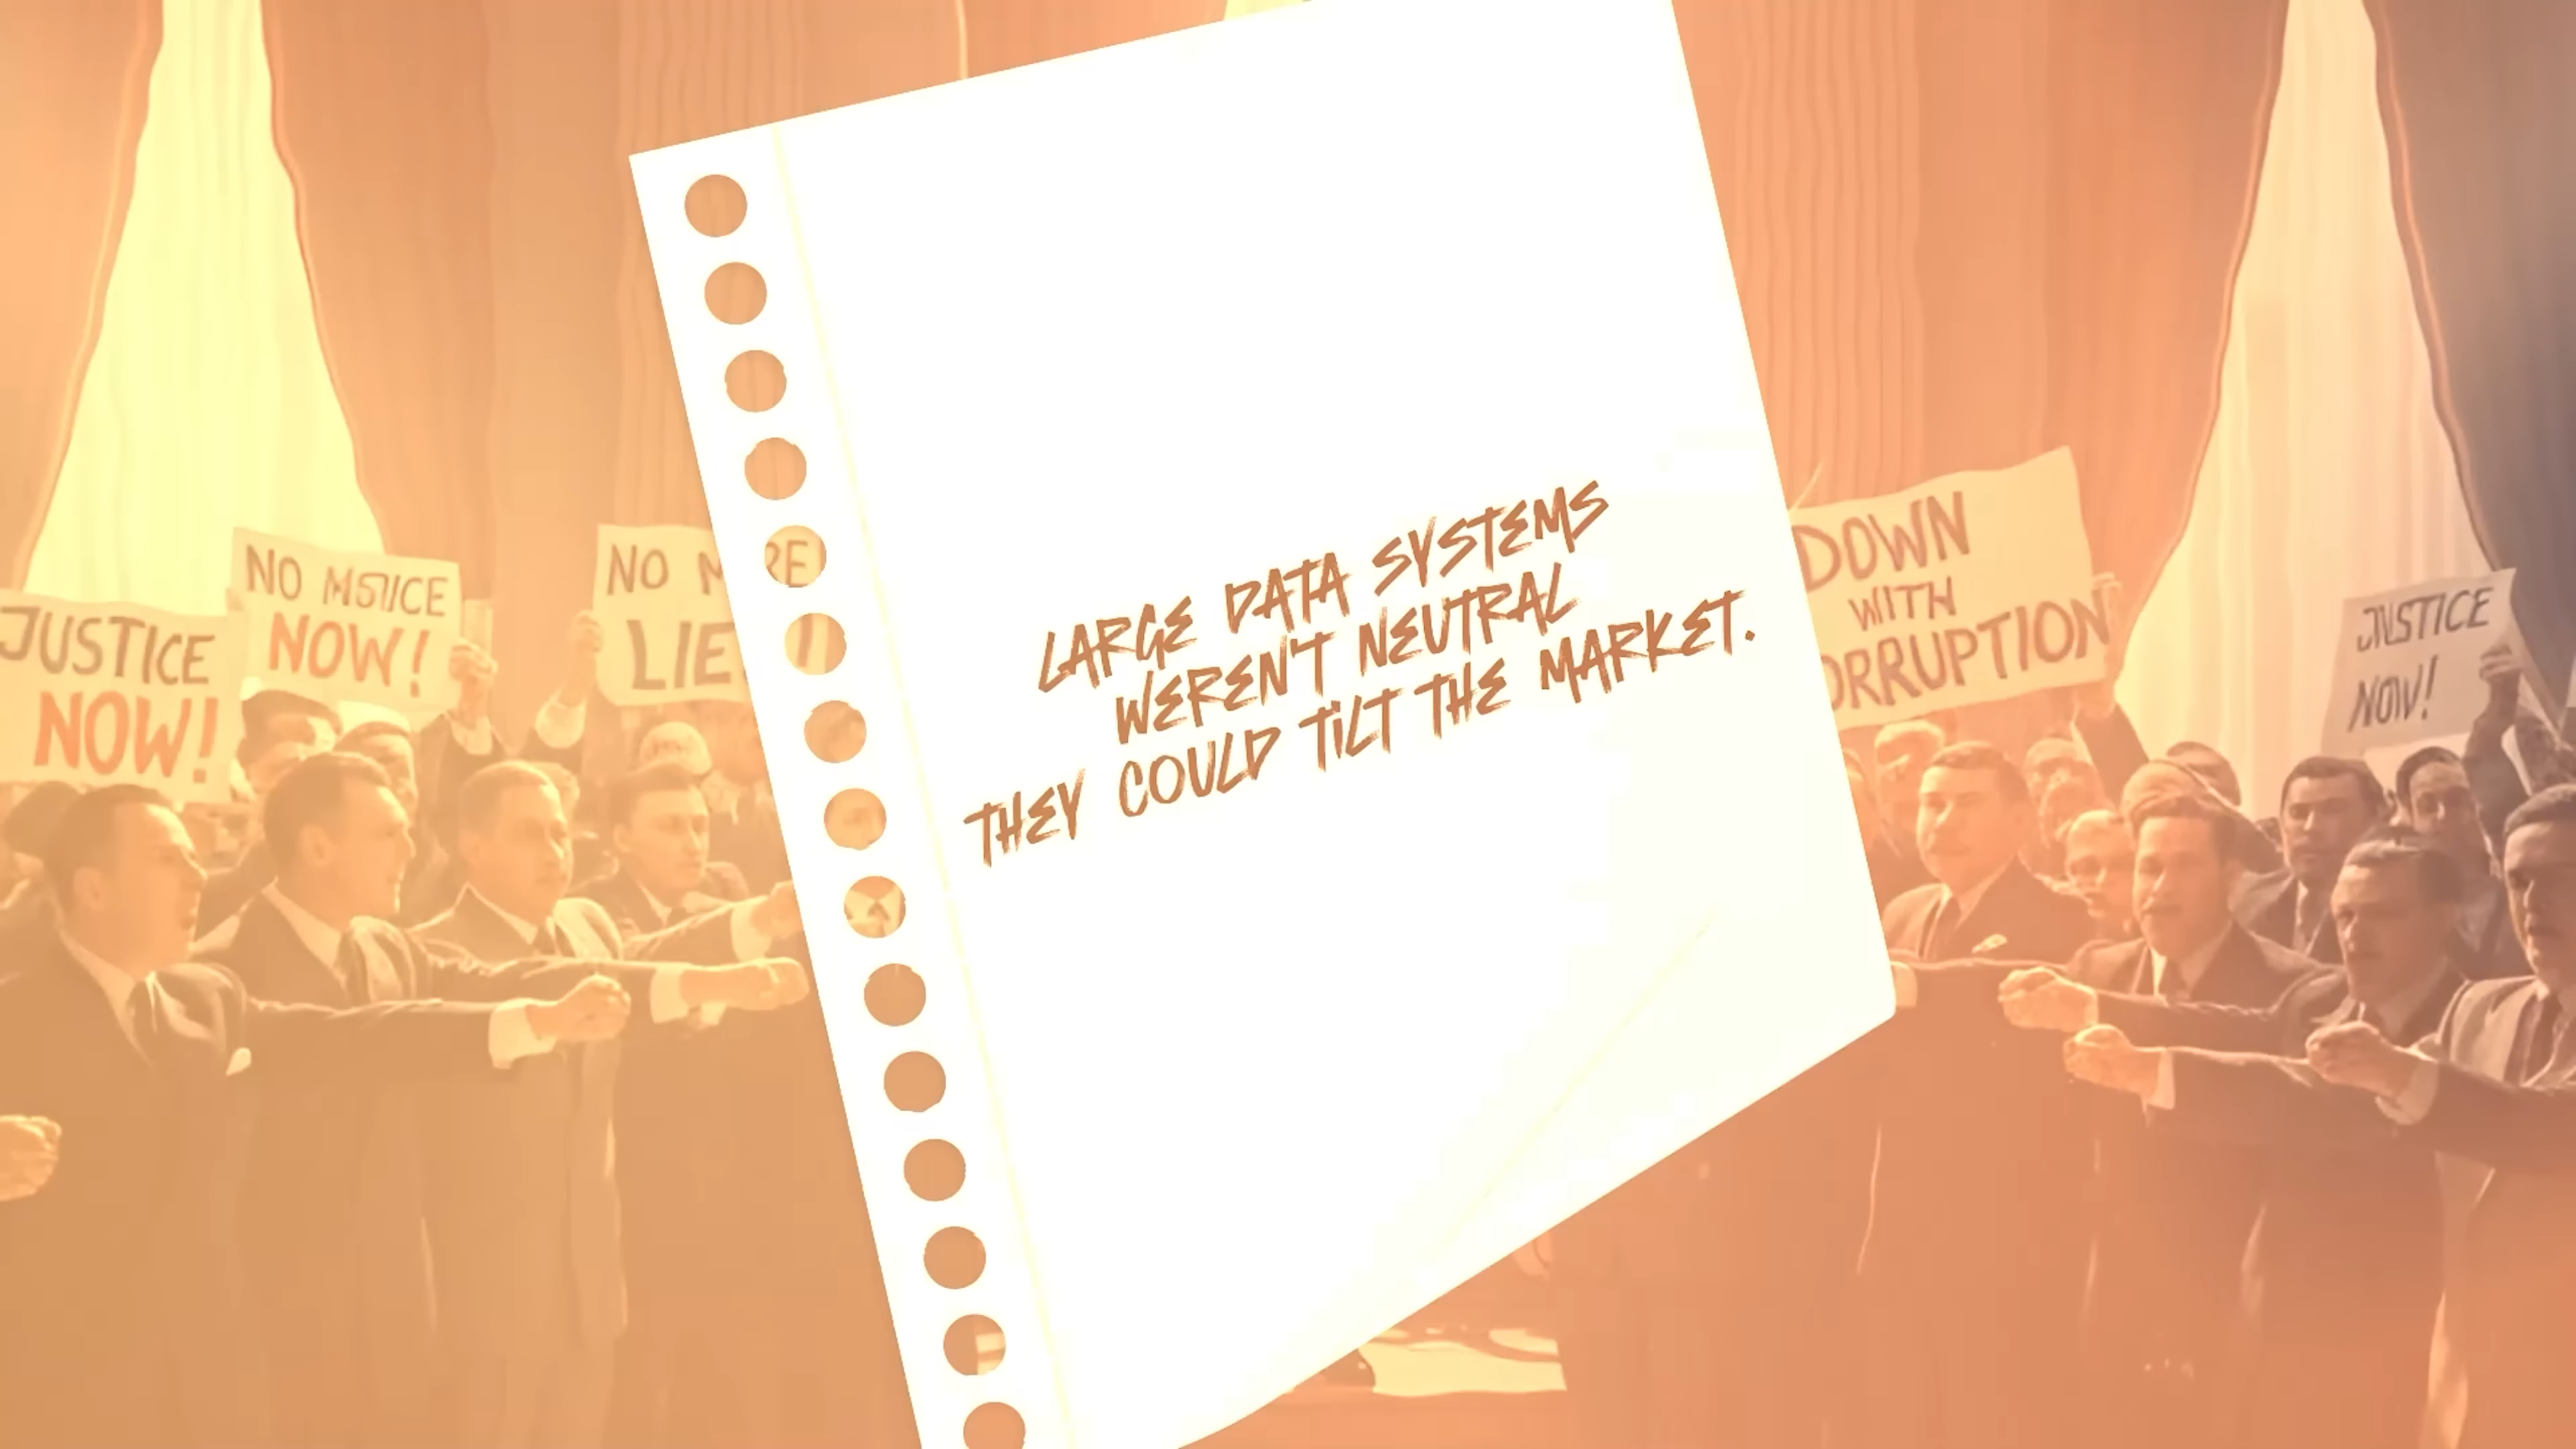 JUSTICE
NOW!
NO
NOW!
NO
LIE
LARGE DATA SYSTEMS
WEREN'T NEUTRAL
THEY COULD TILT THE MARKET.
DOWN
WITH
ORRUPTION
JUSTICE
NOW!